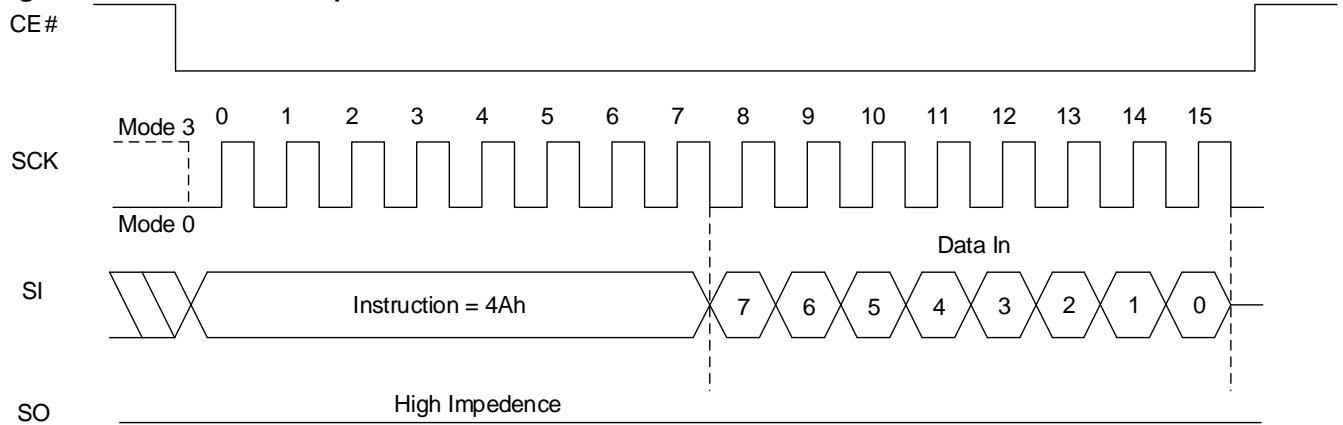 CE#
0 1 2 3 4 5 6 7 8 9 10 11 12 13 14 15
Mode 3
SCK
Mode 0
Data In
SI
Instruction = 4Ah
7 6 5 4 3 2 1 0
High Impedence
SO